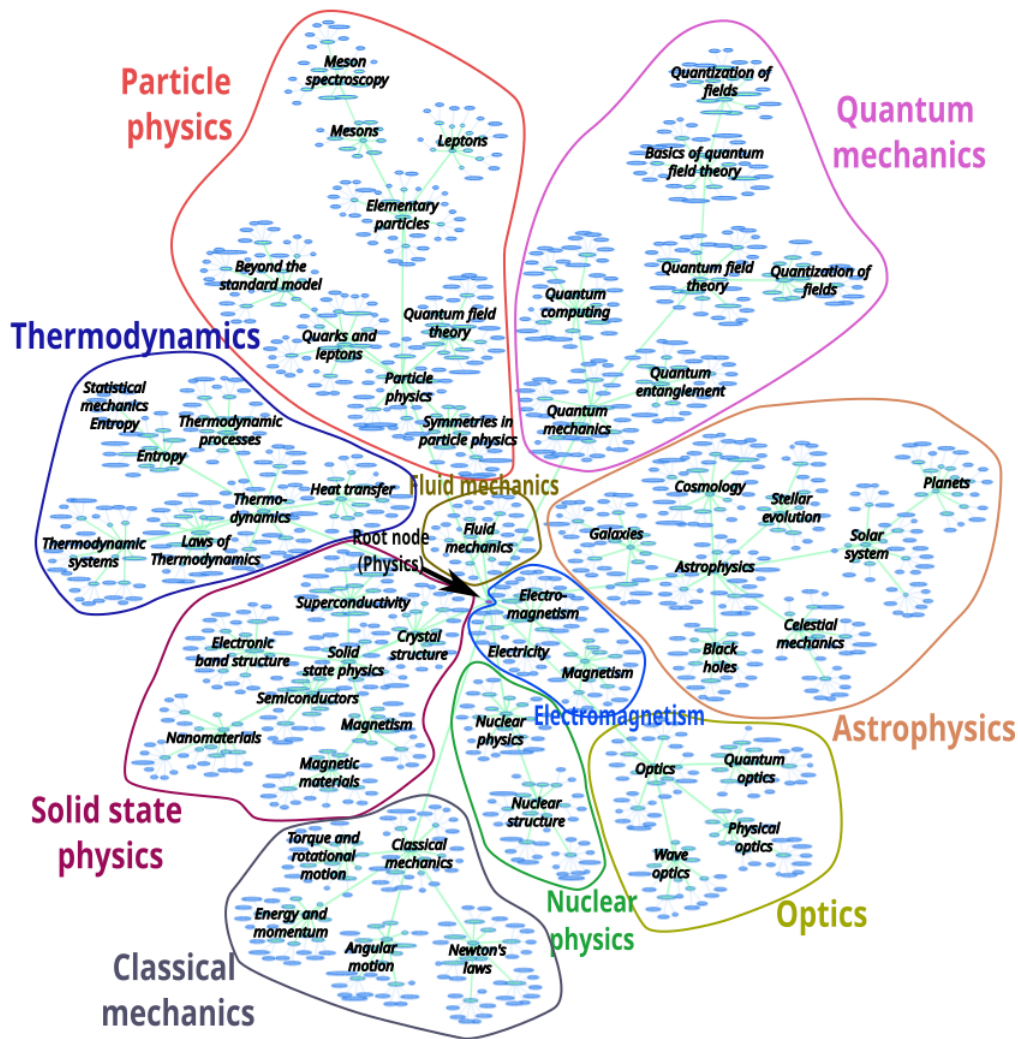 Particle
physics
Meson
spectroscopy
Mesons
Leptons
Elementary
particles
Beyond the
standard model
Quarks and
leptons
Quantum field
theory
Particle
physics
Symmetries in
particle physics
Quantum
mechanics
Quantization of
fields
Basics of quantum
field theory
Quantum field
theory
Quantization of
fields
Quantum
computing
Quantum
entanglement
Quantum
mechanics
Thermodynamics
Statistical
mechanics
Entropy
Thermodynamic
processes
Entropy
Heat transfer
Thermo-
dynamics
Thermodynamic
systems
Laws of
Thermodynamics
Fluid mechanics
Fluid
mechanics
Root node
(Physics)
Cosmology
Stellar
evolution
Planets
Galaxies
Solar
system
Astrophysics
Celestial
mechanics
Black
holes
Astrophysics
Electro-
magnetism
Electricity
Magnetism
Electromagnetism
Superconductivity
Crystal
structure
Electronic
band structure
Solid
state physics
Semiconductors
Magnetism
Nanomaterials
Magnetic
materials
Solid state
physics
Nuclear
physics
Nuclear
structure
Nuclear
physics
Optics
Quantum
optics
Physical
optics
Wave
optics
Optics
Torque and
rotational
motion
Classical
mechanics
Energy and
momentum
Angular
motion
Newton's
laws
Classical
mechanics